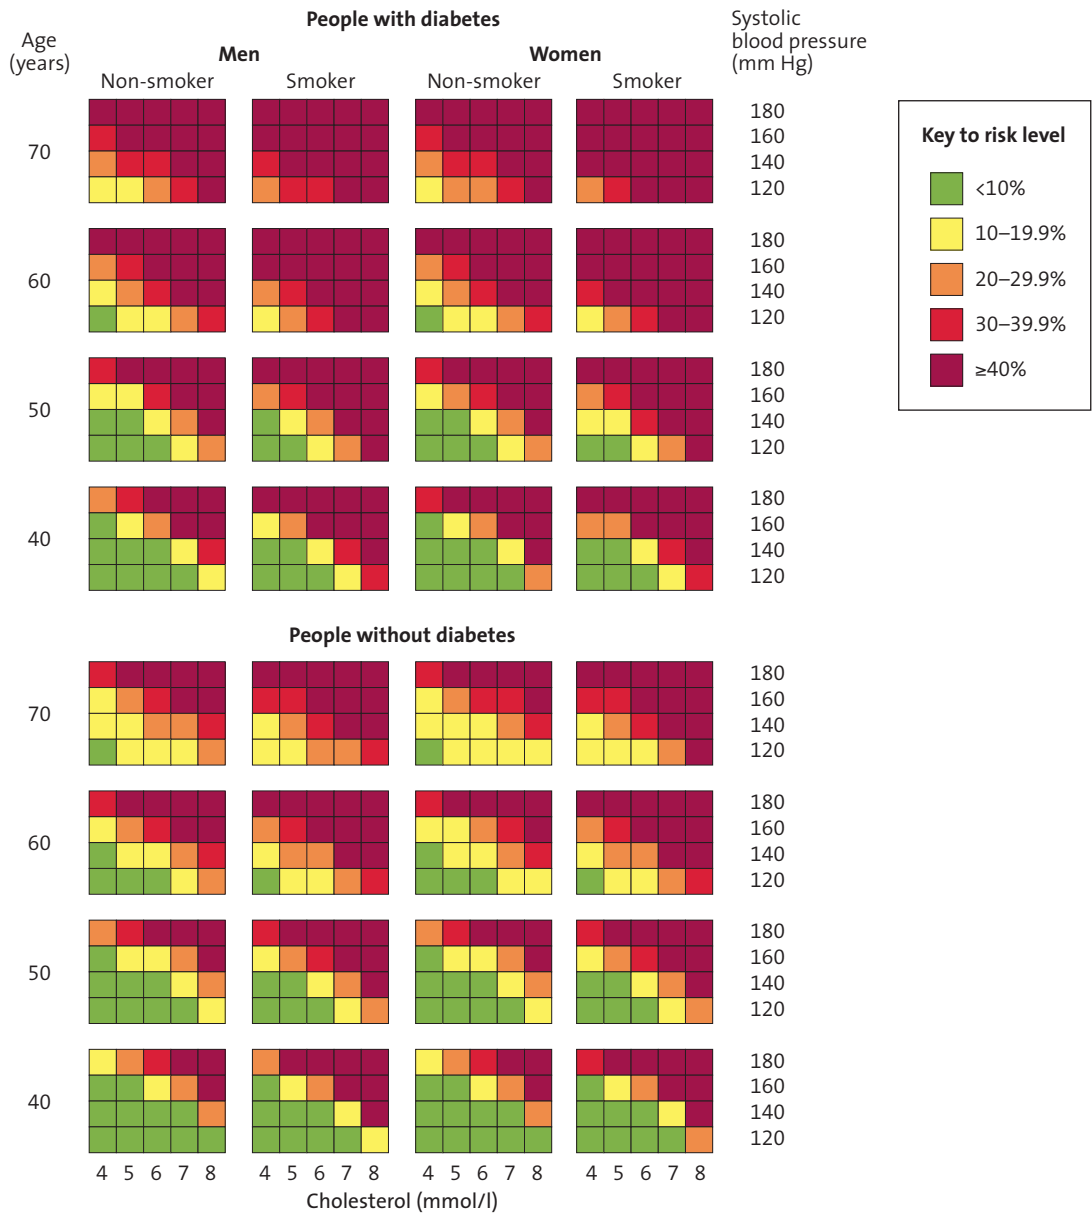 People with diabetes
Age
(years)
Men
Women
Systolic
blood pressure
(mm Hg)
Non-smoker
Smoker
Non-smoker
Smoker
70
180
160
140
120
60
180
160
140
120
50
180
160
140
120
40
180
160
140
120
People without diabetes
70
180
160
140
120
60
180
160
140
120
50
180
160
140
120
40
180
160
140
120
4 5 6 7 8 4 5 6 7 8 4 5 6 7 8 4 5 6 7 8
Cholesterol (mmol/l)
Key to risk level
<10%
10–19.9%
20–29.9%
30–39.9%
≥40%